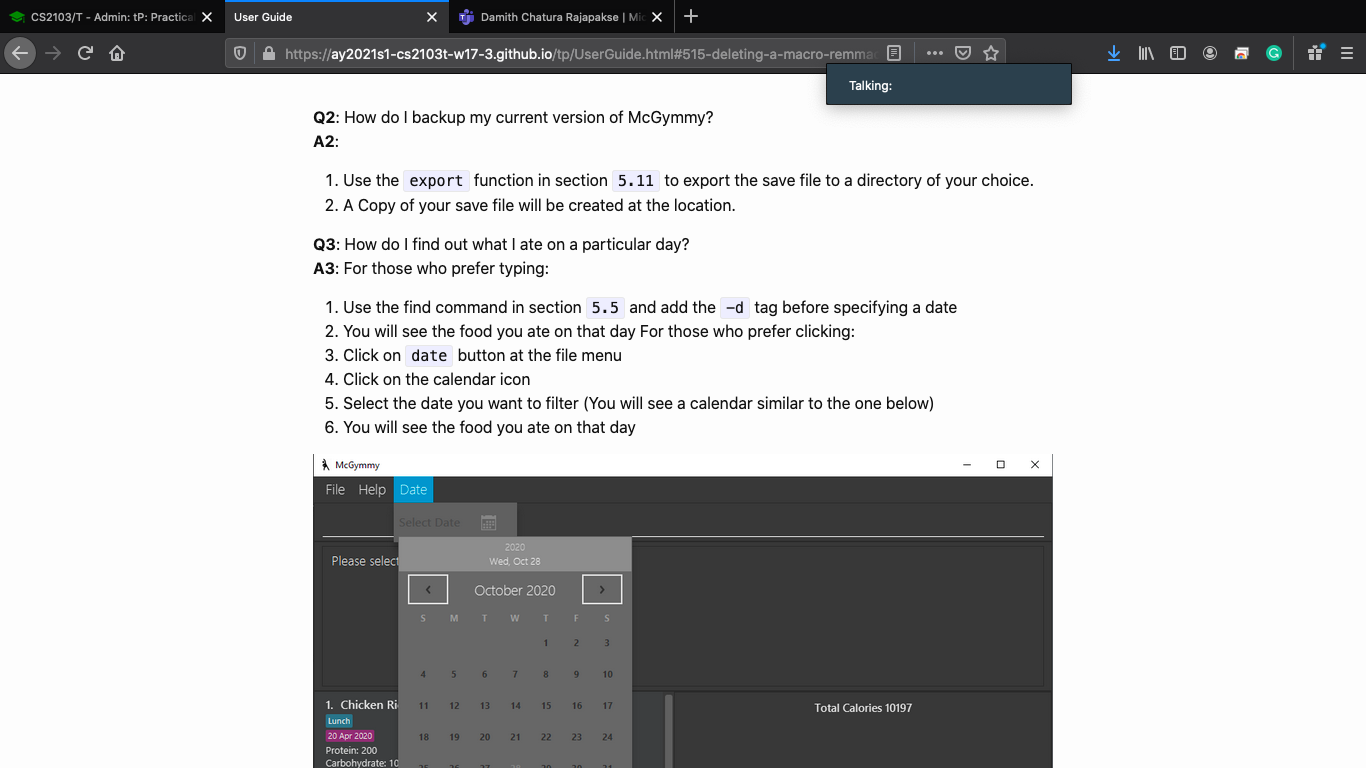 CS2103/T - Admin: tP: Practica
User Guide
Damith Chatura Rajapakse | Mic
https://ay2021s1-cs2103t-w17-3.github.io/tp/UserGuide.html#515-deleting-a-macro-remmac
Talking:
Q2: How do I backup my current version of McGymmy?
A2:
1. Use the export function in section 5.11 to export the save file to a directory of your choice.
2. A Copy of your save file will be created at the location.
Q3: How do I find out what I ate on a particular day?
A3: For those who prefer typing:
1. Use the find command in section 5.5 and add the -d tag before specifying a date
2. You will see the food you ate on that day For those who prefer clicking:
3. Click on date button at the file menu
4. Click on the calendar icon
5. Select the date you want to filter (You will see a calendar similar to the one below)
6. You will see the food you ate on that day
McGymmy
File Help Date
Select Date
2020
Please select
Wed, Oct 28
October 2020
S M T W T F S
1 2 3
4 5 6 7 8 9 10
11 12 13 14 15 16 17
18 19 20 21 22 23 24
1. Chicken Ri
Total Calories 10197
Lunch
20 Apr 2020
Protein: 200
Carbohydrate: 10